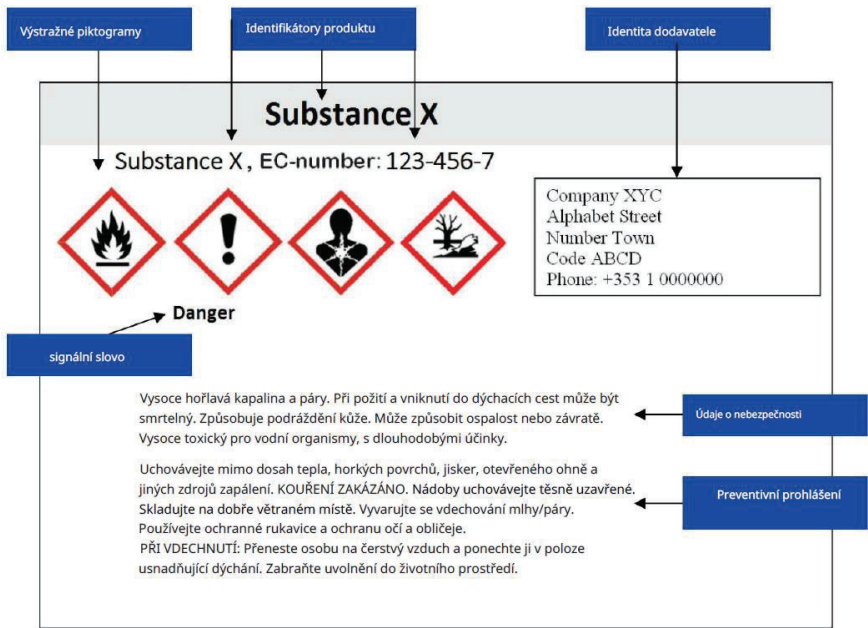 Výstražné piktogramy
Identifikátory produktu
Identita dodavatele
Substance X
Substance X, EC-number: 123-456-7
Company XYC
Alphabet Street
Number Town
Code ABCD
Phone: +353 1 0000000
Danger
signální slovo
Vysoce hořlavá kapalina a páry. Při požití a vniknutí do dýchacích cest může být
smrtelný. Způsobuje podráždění kůže. Může způsobit ospalost nebo závratě.
Vysoce toxický pro vodní organismy, s dlouhodobými účinky.
Údaje o nebezpečnosti
Uchovávejte mimo dosah tepla, horkých povrchů, jisker, otevřeného ohně a
jiných zdrojů zapálení. KOUŘENÍ ZAKÁZÁNO. Nádoby uchovávejte těsně uzavřené.
Skladujte na dobře větraném místě. Vyvarujte se vdechování mlhy/páry.
Používejte ochranné rukavice a ochranu očí a obličeje.
PŘI VDECHNUTÍ: Přeneste osobu na čerstvý vzduch a ponechte ji v poloze
usnadňující dýchání. Zabraňte uvolnění do životního prostředí.
Preventivní prohlášení